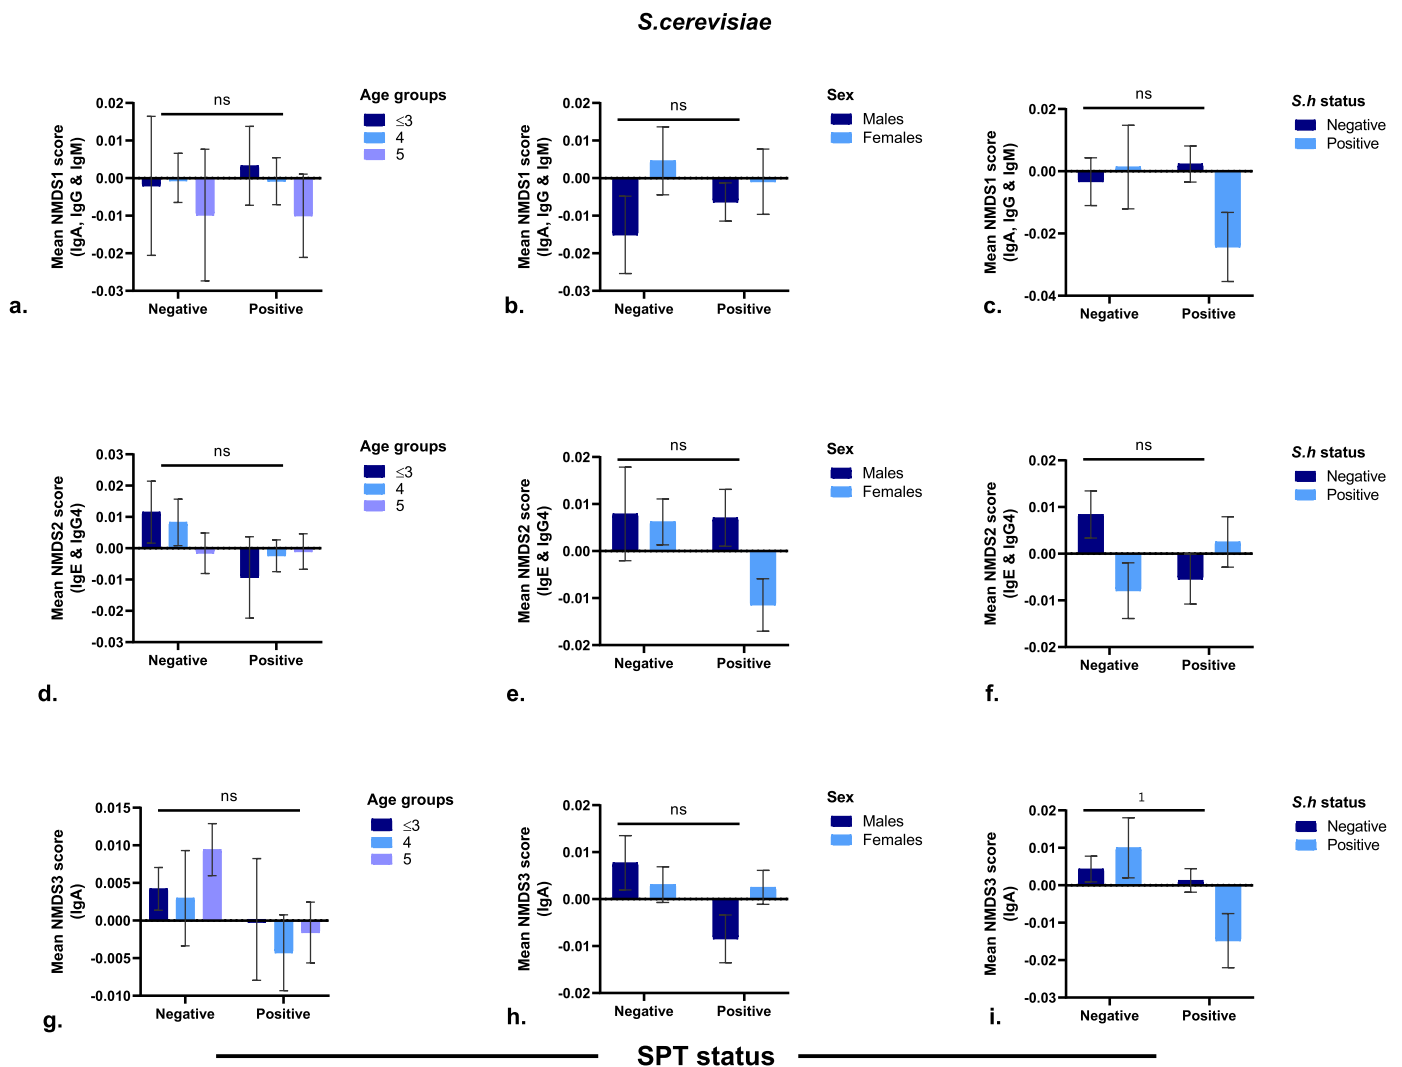 S.cerevisiae
Mean NMDS1 score
(IgA, IgG & IgM)
0.02
0.01
0.00
-0.01
-0.02
-0.03
ns
Negative
Positive
Age groups
≤3
4
5
a.
Mean NMDS1 score
(IgA, IgG & IgM)
0.02
0.01
0.00
-0.01
-0.02
-0.03
ns
Negative
Positive
Sex
Males
Females
b.
Mean NMDS1 score
(IgA, IgG & IgM)
0.02
0.00
-0.02
-0.04
ns
Negative
Positive
S.h status
Negative
Positive
c.
Mean NMDS2 score
(IgE & IgG4)
0.03
0.02
0.01
0.00
-0.01
-0.02
-0.03
ns
Negative
Positive
Age groups
≤3
4
5
d.
Mean NMDS2 score
(IgE & IgG4)
0.02
0.01
0.00
-0.01
-0.02
ns
Negative
Positive
Sex
Males
Females
e.
Mean NMDS2 score
(IgE & IgG4)
0.02
0.01
0.00
-0.01
-0.02
ns
Negative
Positive
S.h status
Negative
Positive
f.
Mean NMDS3 score
(IgA)
0.015
0.010
0.005
0.000
-0.005
-0.010
ns
Negative
Positive
Age groups
≤3
4
5
g.
Mean NMDS3 score
(IgA)
0.02
0.01
0.00
-0.01
-0.02
ns
Negative
Positive
Sex
Males
Females
h.
Mean NMDS3 score
(IgA)
0.02
0.01
0.00
-0.01
-0.02
-0.03
1
Negative
Positive
S.h status
Negative
Positive
i.
SPT status